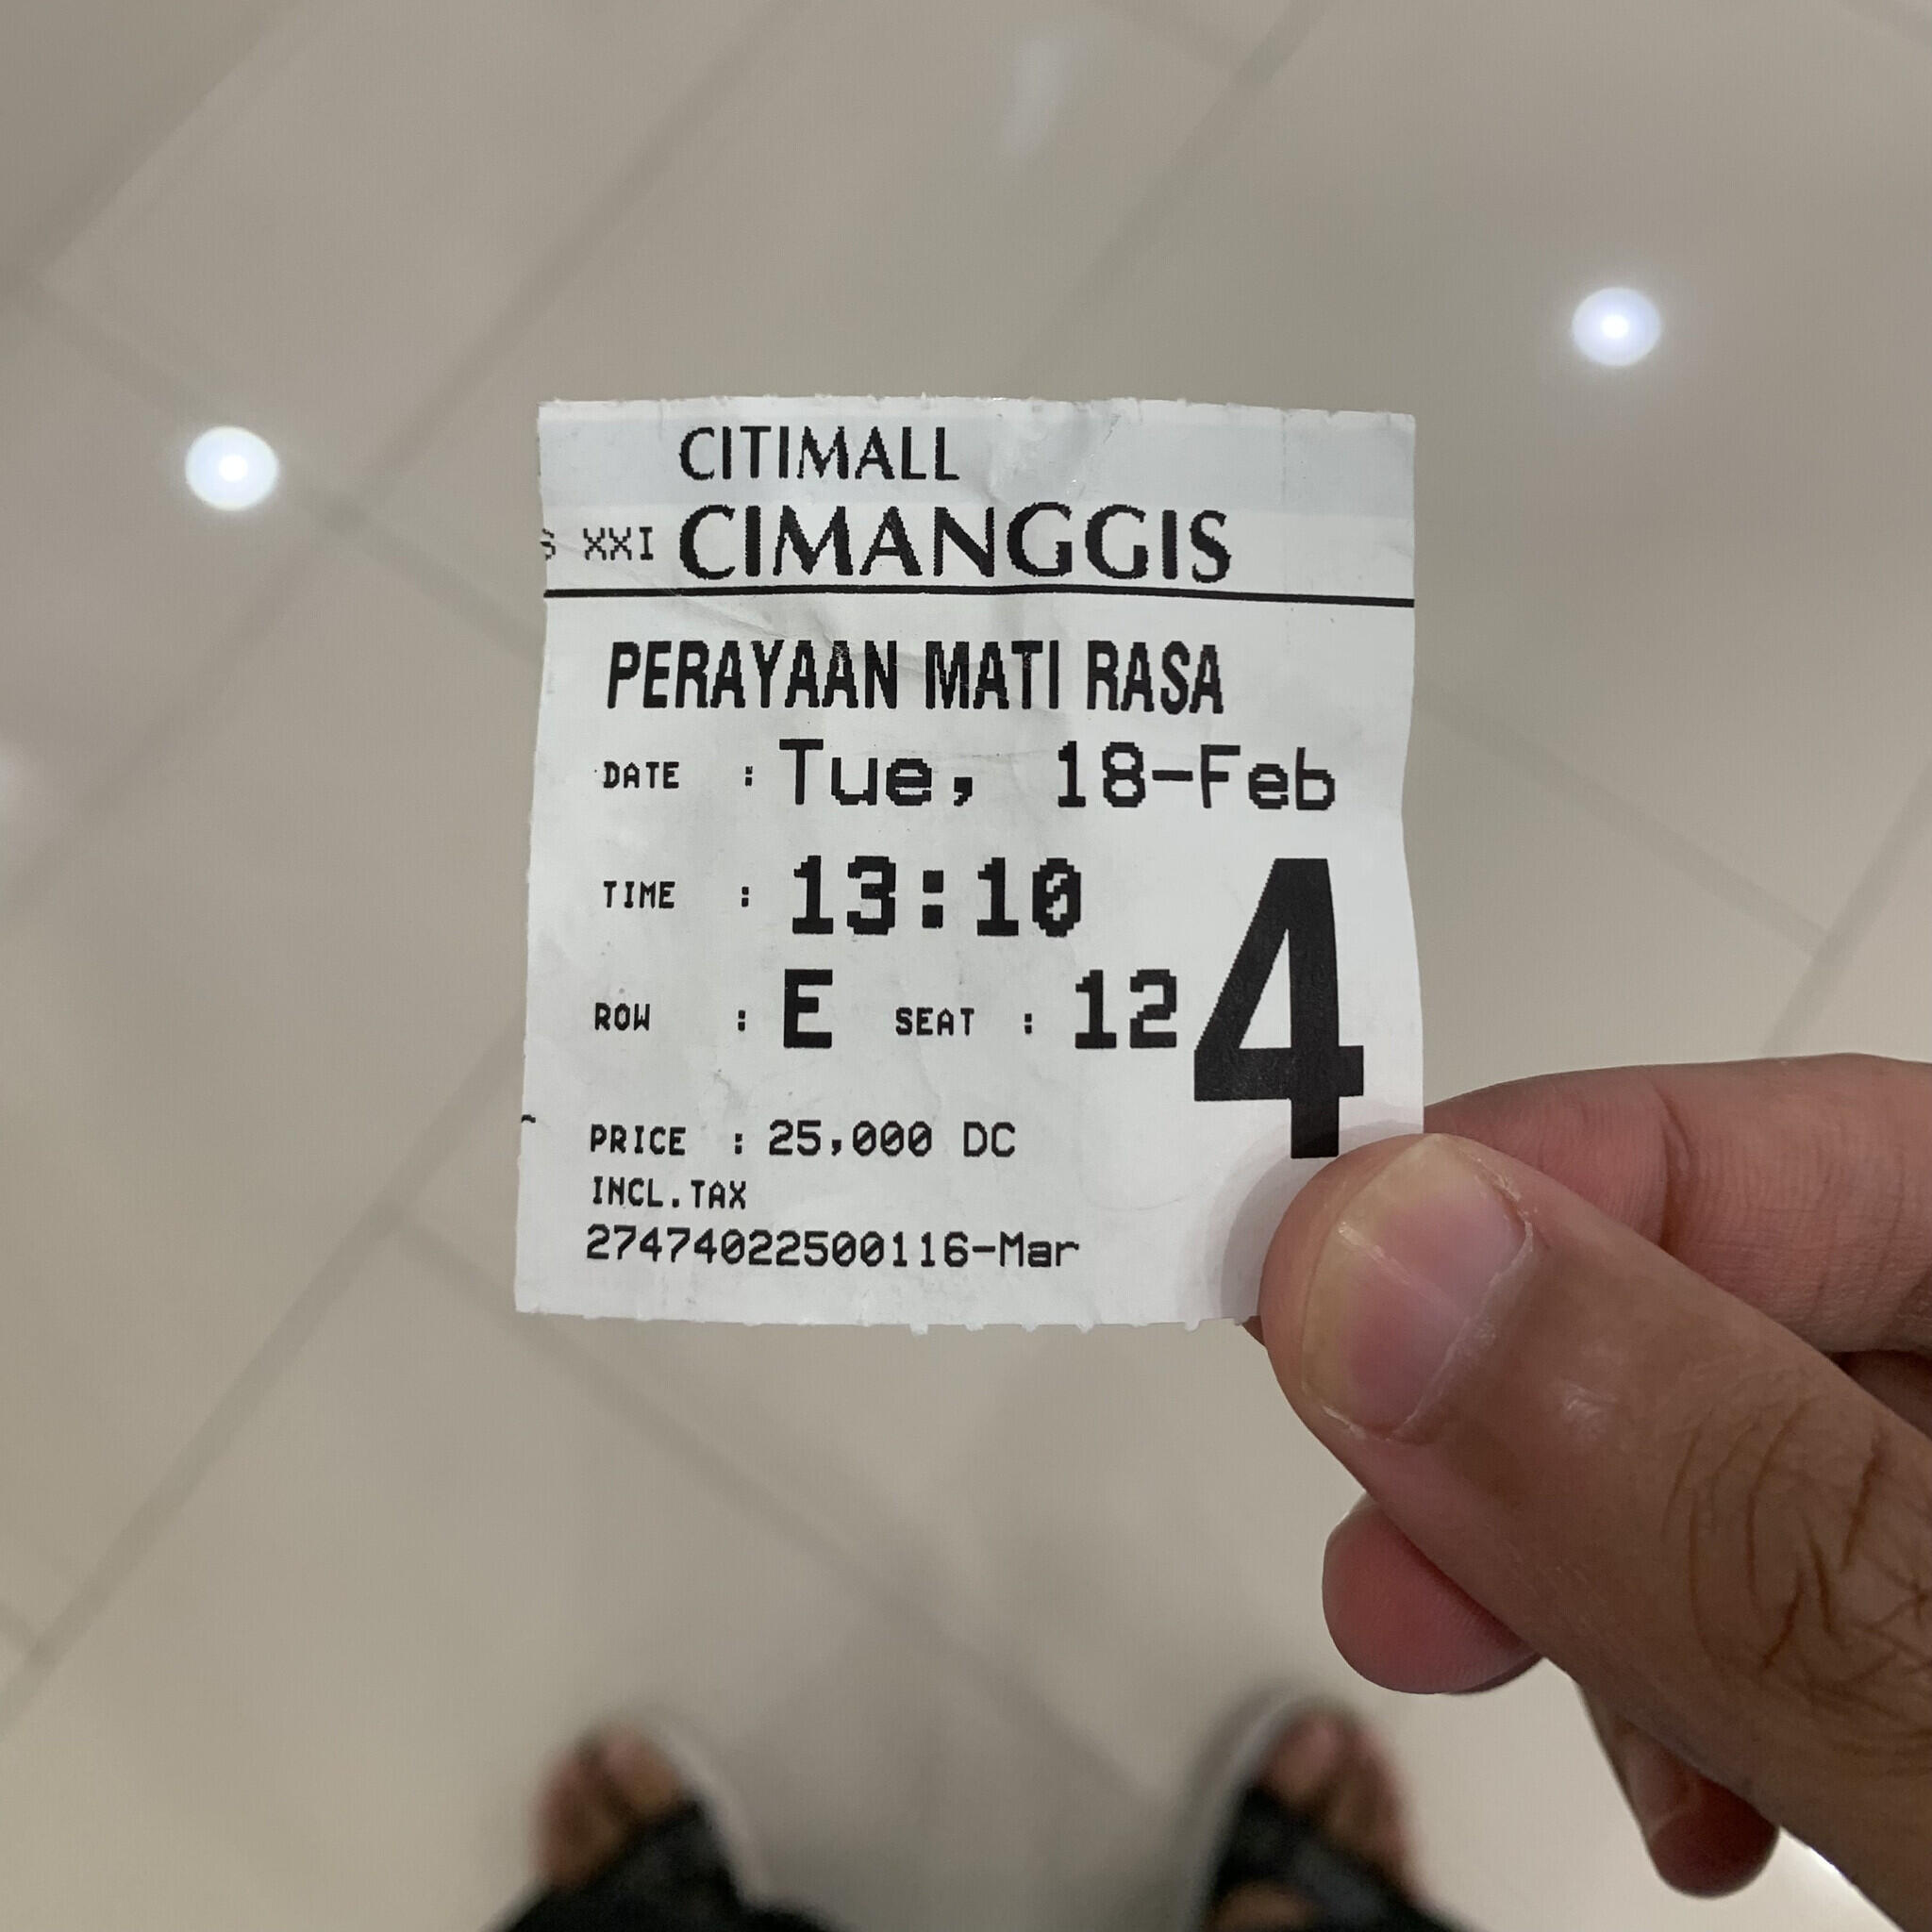 CITIMALL
XXI CIMANGGIS
PERAYAAN MATI RASA
DATE : Tue, 18-Feb
TIME : 13:10
ROW : E SEAT : 12
4
PRICE : 25,000 DC
INCL.TAX
27474022500116-Mar